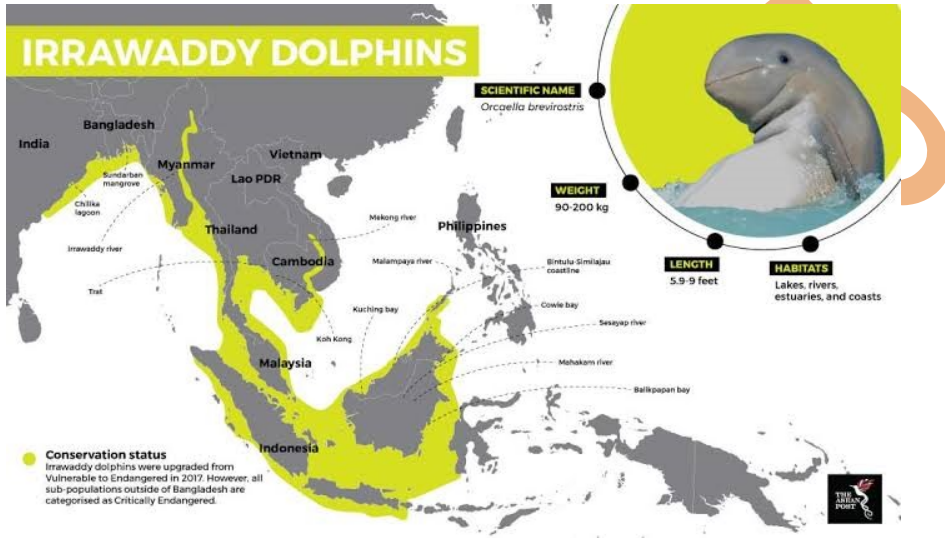 IRRAWADDY DOLPHINS
SCIENTIFIC NAME
Orcaella brevirostris
WEIGHT
90-200 kg
LENGTH
5.9-9 feet
HABITATS
Lakes, rivers,
estuaries, and coasts
India
Bangladesh
Myanmar
Vietnam
Lao PDR
Sundarban
mangrove
Chilika
lagoon
Irrawaddy river
Thailand
Mekong river
Philippines
Cambodia
Malampaya river
Bintulu-Similajau
coastline
Trat
Kuching bay
Cowie bay
Koh Kong
Sesayap river
Malaysia
Mahakam river
Balikpapan bay
Indonesia
Conservation status
Irrawaddy dolphins were upgraded from
Vulnerable to Endangered in 2017. However, all
sub-populations outside of Bangladesh are
categorised as Critically Endangered.
THE
ASEAN
POST